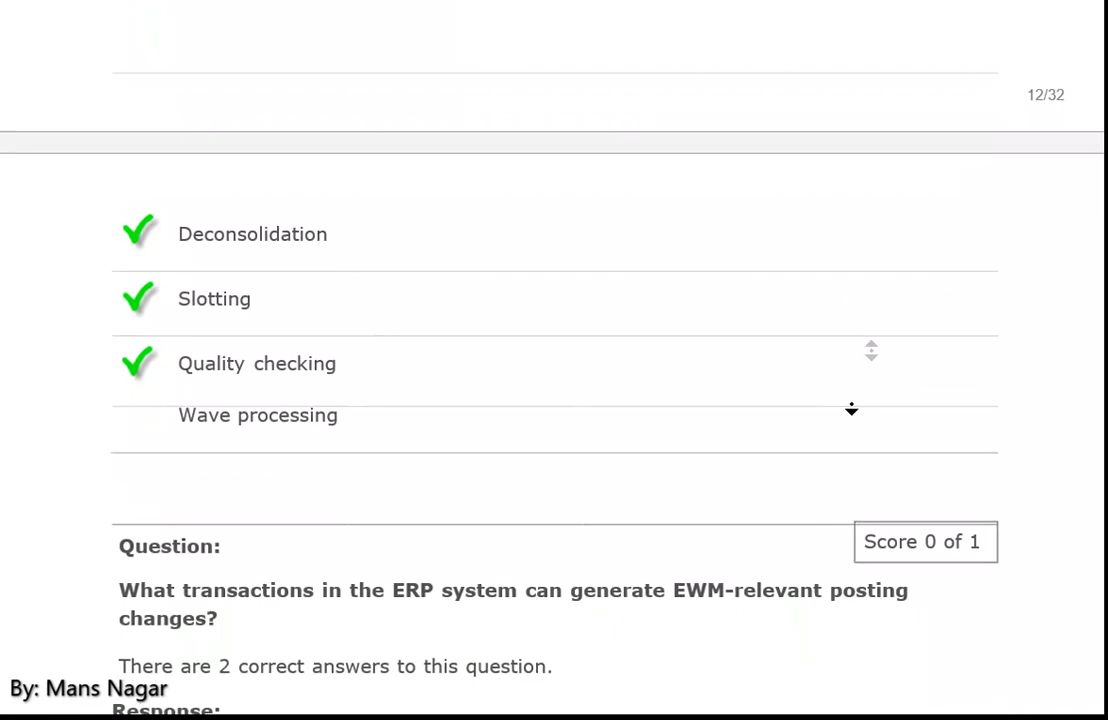 12/32
Deconsolidation
Slotting
Quality checking
Wave processing
Score 0 of 1
Question:
What transactions in the ERP system can generate EWM-relevant posting
changes?
There are 2 correct answers to this question.
By: Mans Nagar
Response: